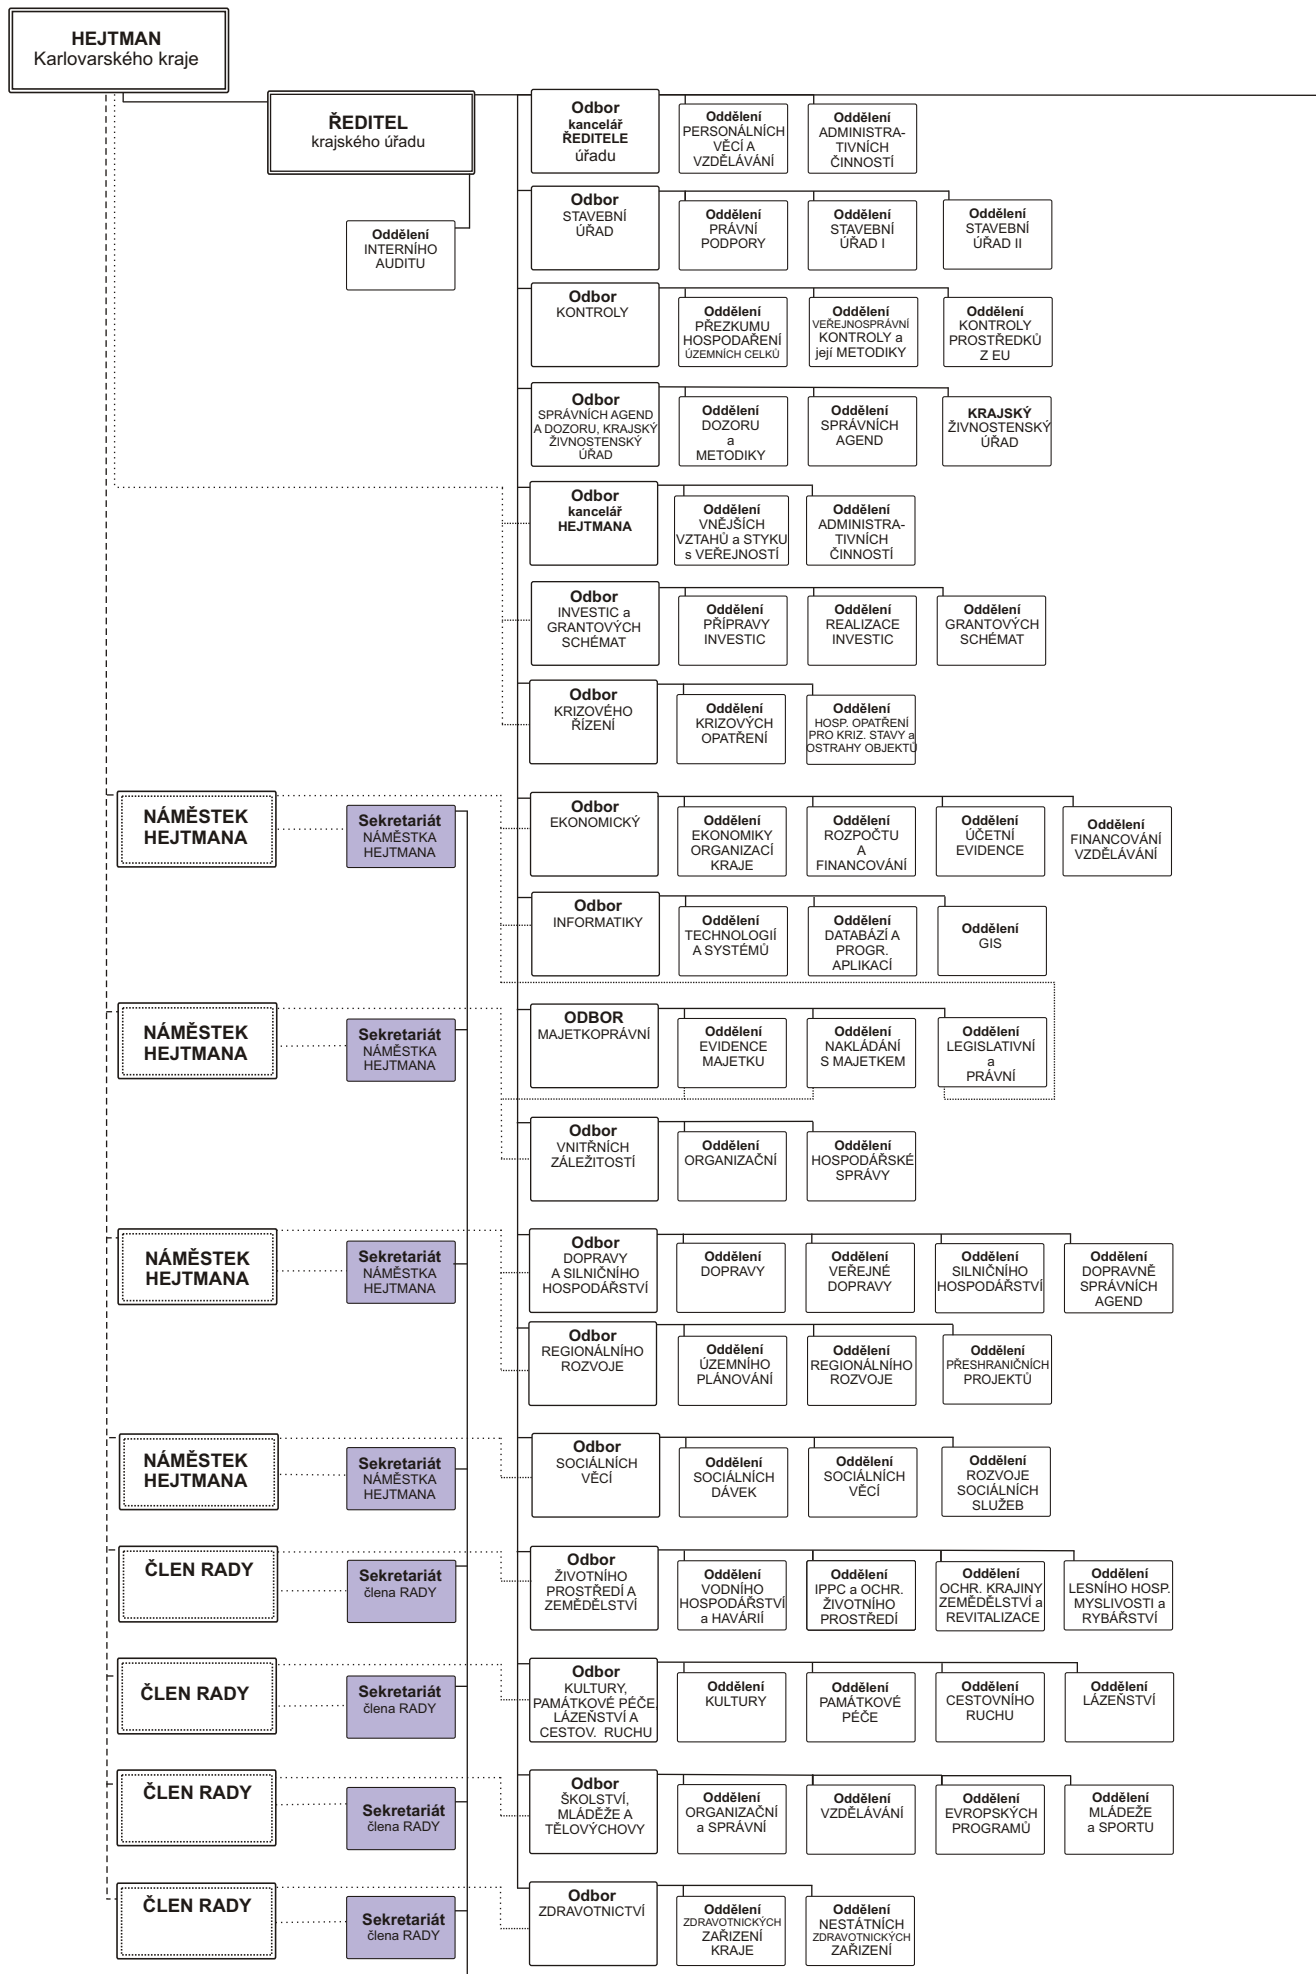 HEJTMAN
Karlovarského kraje
ŘEDITEL
krajského úřadu
Oddělení
INTERNÍHO
AUDITU
Odbor
kancelář
ŘEDITELE
úřadu
Oddělení
PERSONÁLNÍCH
VĚCÍ A
VZDĚLÁVÁNÍ
Oddělení
ADMINISTRA-
TIVNÍCH
ČINNOSTÍ
Odbor
STAVEBNÍ
ÚŘAD
Oddělení
PRÁVNÍ
PODPORY
Oddělení
STAVEBNÍ
ÚŘAD I
Oddělení
STAVEBNÍ
ÚŘAD II
Odbor
KONTROLY
Oddělení
PŘEZKUMU
HOSPODAŘENÍ
ÚZEMNÍCH CELKŮ
Oddělení
VEŘEJNOSPRÁVNÍ
KONTROLY a
její METODIKY
Oddělení
KONTROLY
PROSTŘEDKŮ
Z EU
Odbor
SPRÁVNÍCH AGEND
A DOZORU, KRAJSKÝ
ŽIVNOSTENSKÝ
ÚŘAD
Oddělení
DOZORU
a
METODIKY
Oddělení
SPRÁVNÍCH
AGEND
KRAJSKÝ
ŽIVNOSTENSKÝ
ÚŘAD
Odbor
kancelář
HEJTMANA
Oddělení
VNĚJŠÍCH
VZTAHŮ a STYKU
s VEŘEJNOSTÍ
Oddělení
ADMINISTRA-
TIVNÍCH
ČINNOSTÍ
Odbor
INVESTIC a
GRANTOVÝCH
SCHÉMAT
Oddělení
PŘÍPRAVY
INVESTIC
Oddělení
REALIZACE
INVESTIC
Oddělení
GRANTOVÝCH
SCHÉMAT
Odbor
KRIZOVÉHO
ŘÍZENÍ
Oddělení
KRIZOVÝCH
OPATŘENÍ
Oddělení
HOSP. OPATŘENÍ
PRO KRIZ. STAVY a
OSTRAHY OBJEKTŮ
NÁMĚSTEK
HEJTMANA
Sekretariát
NÁMĚSTKA
HEJTMANA
Odbor
EKONOMICKÝ
Oddělení
EKONOMIKY
ORGANIZACÍ
KRAJE
Oddělení
ROZPOČTU
A
FINANCOVÁNÍ
Oddělení
ÚČETNÍ
EVIDENCE
Oddělení
FINANCOVÁNÍ
VZDĚLÁVÁNÍ
Odbor
INFORMATIKY
Oddělení
TECHNOLOGIÍ
A SYSTÉMŮ
Oddělení
DATABÁZÍ A
PROGR.
APLIKACÍ
Oddělení
GIS
NÁMĚSTEK
HEJTMANA
Sekretariát
NÁMĚSTKA
HEJTMANA
ODBOR
MAJETKOPRÁVNÍ
Oddělení
EVIDENCE
MAJETKU
Oddělení
NAKLÁDÁNÍ
S MAJETKEM
Oddělení
LEGISLATIVNÍ
a
PRÁVNÍ
Odbor
VNITŘNÍCH
ZÁLEŽITOSTÍ
Oddělení
ORGANIZAČNÍ
Oddělení
HOSPODÁŘSKÉ
SPRÁVY
NÁMĚSTEK
HEJTMANA
Sekretariát
NÁMĚSTKA
HEJTMANA
Odbor
DOPRAVY
A SILNIČNÍHO
HOSPODÁŘSTVÍ
Oddělení
DOPRAVY
Oddělení
VEŘEJNÉ
DOPRAVY
Oddělení
SILNIČNÍHO
HOSPODÁŘSTVÍ
Oddělení
DOPRAVNĚ
SPRÁVNÍCH
AGEND
Odbor
REGIONÁLNÍHO
ROZVOJE
Oddělení
ÚZEMNÍHO
PLÁNOVÁNÍ
Oddělení
REGIONÁLNÍHO
ROZVOJE
Oddělení
PŘESHRANIČNÍCH
PROJEKTŮ
NÁMĚSTEK
HEJTMANA
Sekretariát
NÁMĚSTKA
HEJTMANA
Odbor
SOCIÁLNÍCH
VĚCÍ
Oddělení
SOCIÁLNÍCH
DÁVEK
Oddělení
SOCIÁLNÍCH
VĚCÍ
Oddělení
ROZVOJE
SOCIÁLNÍCH
SLUŽEB
ČLEN RADY
Sekretariát
člena RADY
Odbor
ŽIVOTNÍHO
PROSTŘEDÍ A
ZEMĚDĚLSTVÍ
Oddělení
VODNÍHO
HOSPODÁŘSTVÍ
a HAVÁRIÍ
Oddělení
IPPC a OCHR.
ŽIVOTNÍHO
PROSTŘEDÍ
Oddělení
OCHR. KRAJINY
ZEMĚDĚLSTVÍ a
REVITALIZACE
Oddělení
LESNÍHO HOSP.
MYSLIVOSTI a
RYBÁŘSTVÍ
ČLEN RADY
Sekretariát
člena RADY
Odbor
KULTURY,
PAMÁTKOVÉ PÉČE,
LÁZEŇSTVÍ A
CESTOV. RUCHU
Oddělení
KULTURY
Oddělení
PAMÁTKOVÉ
PÉČE
Oddělení
CESTOVNÍHO
RUCHU
Oddělení
LÁZEŇSTVÍ
ČLEN RADY
Sekretariát
člena RADY
Odbor
ŠKOLSTVÍ,
MLÁDĚŽE A
TĚLOVÝCHOVY
Oddělení
ORGANIZAČNÍ
a SPRÁVNÍ
Oddělení
VZDĚLÁVÁNÍ
Oddělení
EVROPSKÝCH
PROGRAMŮ
Oddělení
MLÁDEŽE
a SPORTU
ČLEN RADY
Sekretariát
člena RADY
Odbor
ZDRAVOTNICTVÍ
Oddělení
ZDRAVOTNICKÝCH
ZAŘIZENÍ
KRAJE
Oddělení
NESTÁTNÍCH
ZDRAVOTNICKÝCH
ZAŘIZENÍ